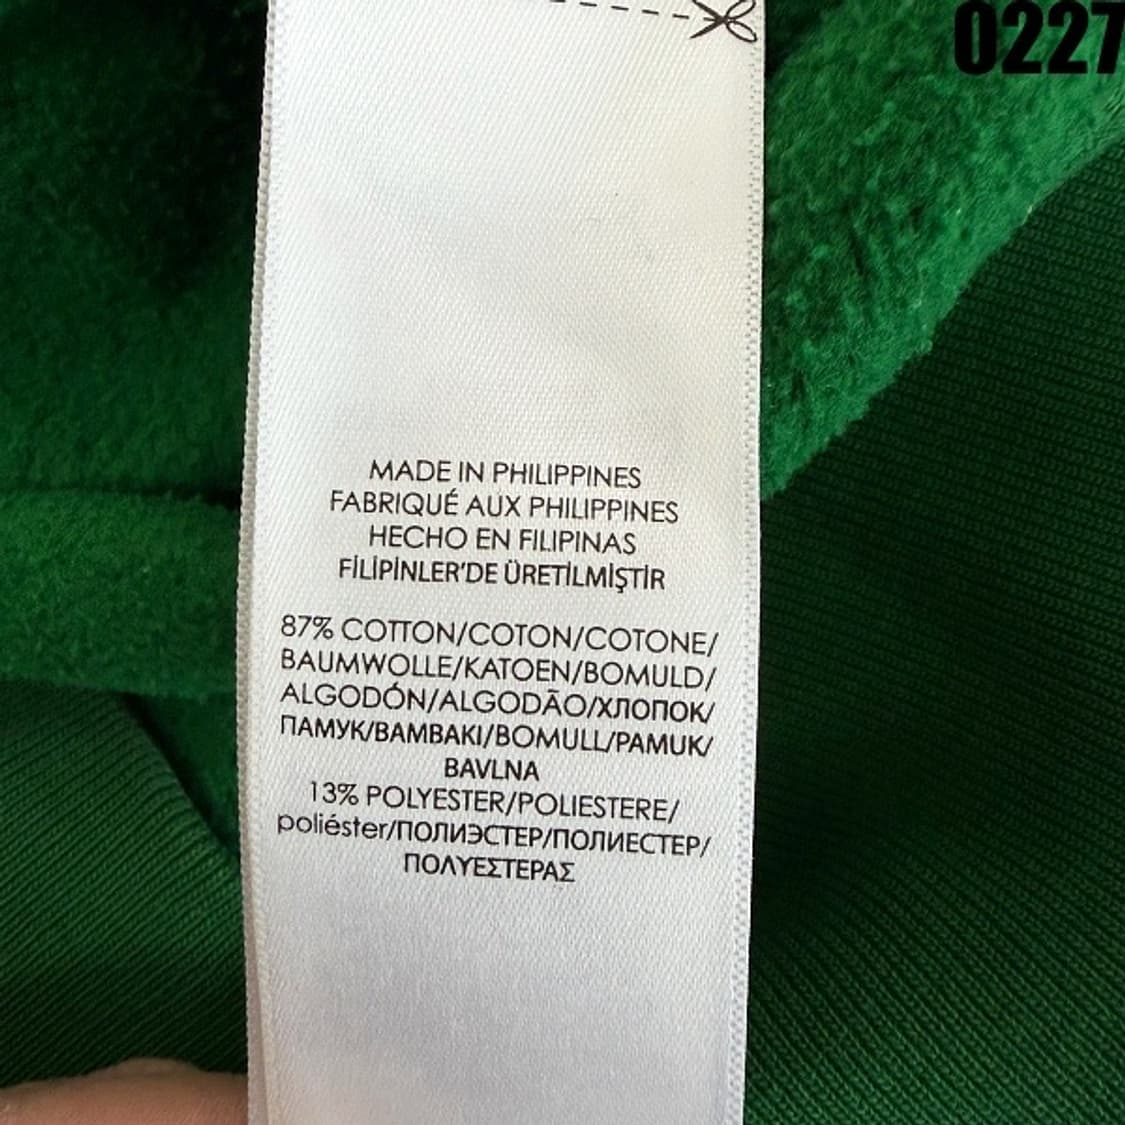 0227
MADE IN PHILIPPINES
FABRIQUÉ AUX PHILIPPINES
HECHO EN FILIPINAS
FİLİPİNLER'DE ÜRETİLMİŞTİR
87% COTTON/COTON/COTONE/
BAUMWOLLE/KATOEN/BOMULD/
ALGODÓN/ALGODÃO/ХЛОПОК/
ПАМУК/BAMBAKI/BOMULL/PAMUK/
BAVLNA
13% POLYESTER/POLIESTERE/
poliéster/ПОЛИЭСТЕР/ПОЛИЕСТЕР/
ΠΟΛΥΕΣΤΕΡΑΣ